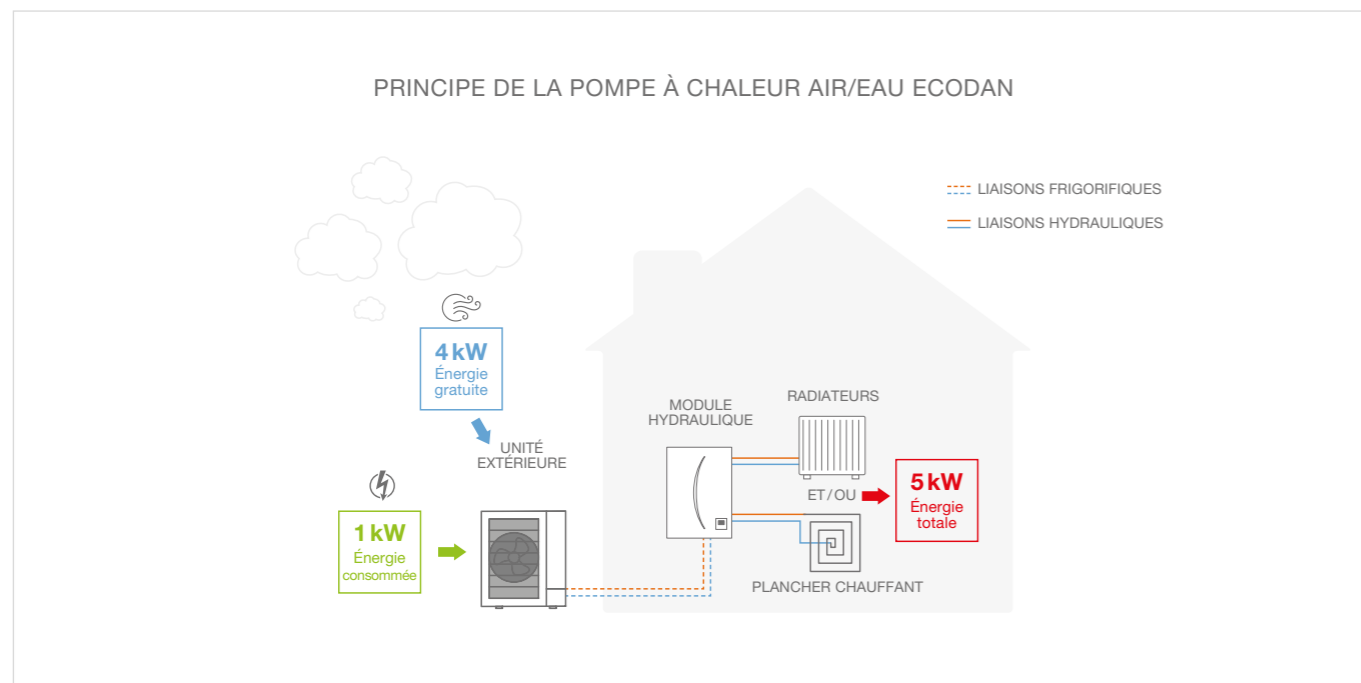 PRINCIPE DE LA POMPE À CHALEUR AIR/EAU ECODAN
LIAISONS FRIGORIFIQUES
LIAISONS HYDRAULIQUES
4 kW
Énergie
gratuite
UNITÉ
EXTÉRIEURE
1 kW
Énergie
consommée
MODULE
HYDRAULIQUE
RADIATEURS
ET / OU
PLANCHER CHAUFFANT
5 kW
Énergie
totale